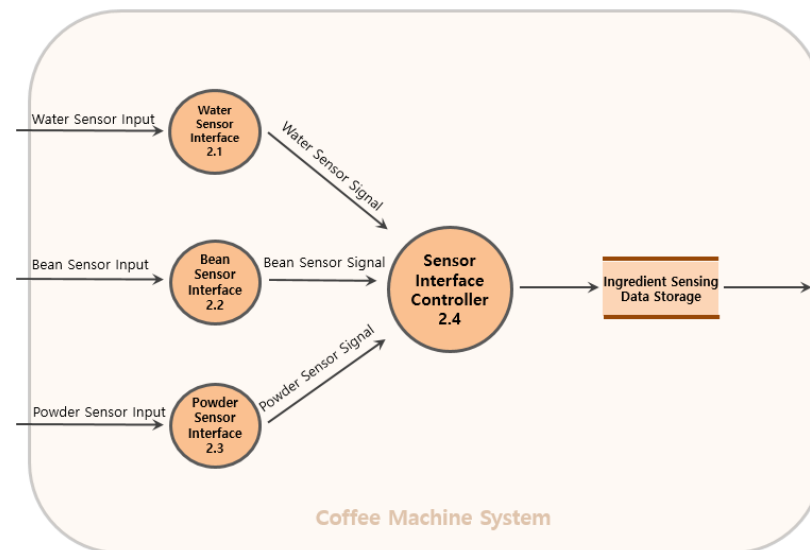 Water Sensor Input
Water
Sensor
Interface
2.1
Water Sensor Signal
Bean Sensor Input
Bean
Sensor
Interface
2.2
Bean Sensor Signal
Sensor
Interface
Controller
2.4
Ingredient Sensing
Data Storage
Powder Sensor Input
Powder
Sensor
Interface
2.3
Powder Sensor Signal
Coffee Machine System